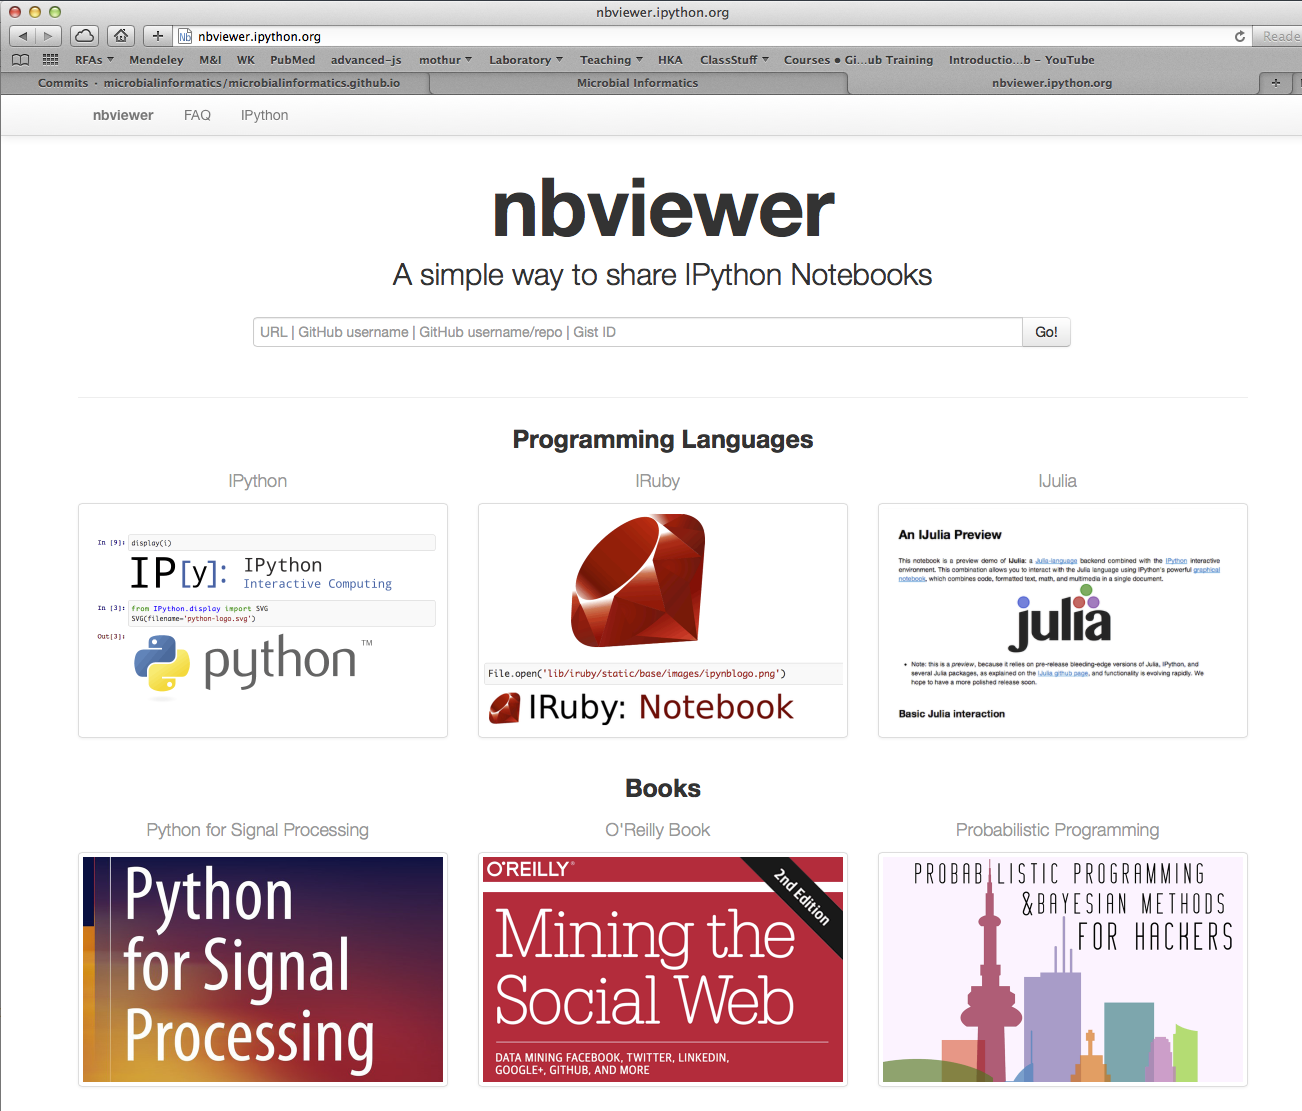 nbviewer.ipython.org
Nb nbviewer.ipython.org
Reade
RFAs Mendeley M&I WK PubMed advanced-js mothur Laboratory Teaching HKA ClassStuff Courses • Gi...ub Training Introductio...b - YouTube
Commits · microbialinformatics/microbialinformatics.github.io Microbial Informatics nbviewer.ipython.org
nbviewer FAQ IPython
nbviewer
A simple way to share IPython Notebooks
URL | GitHub username | GitHub username/repo | Gist ID Go!
Programming Languages
IPython IRuby IJulia
In [9]: display(i)
IP[y]: IPython
Interactive Computing
In [3]: from IPython.display import SVG
SVG(filename='python-logo.svg')
Out[3]:
python™
File.open('lib/iruby/static/base/images/ipynblogo.png')
IRuby: Notebook
An IJulia Preview
This notebook is a preview demo of IJulia: a Julia-language backend combined with the IPython interactive
environment. This combination allows you to interact with the Julia language using IPython's powerful graphical
notebook, which combines code, formatted text, math, and multimedia in a single document.
julia
• Note: this is a preview, because it relies on pre-release bleeding-edge versions of Julia, IPython, and
several Julia packages, as explained on the IJulia github page, and functionality is evolving rapidly. We
hope to have a more polished release soon.
Basic Julia interaction
Books
Python for Signal Processing O'Reilly Book Probabilistic Programming
Python
for Signal
Processing
O'REILLY®
2nd Edition
Mining the
Social Web
DATA MINING FACEBOOK, TWITTER, LINKEDIN,
GOOGLE+, GITHUB, AND MORE
PROBABILISTIC PROGRAMMING
&BAYESIAN METHODS
FOR HACKERS